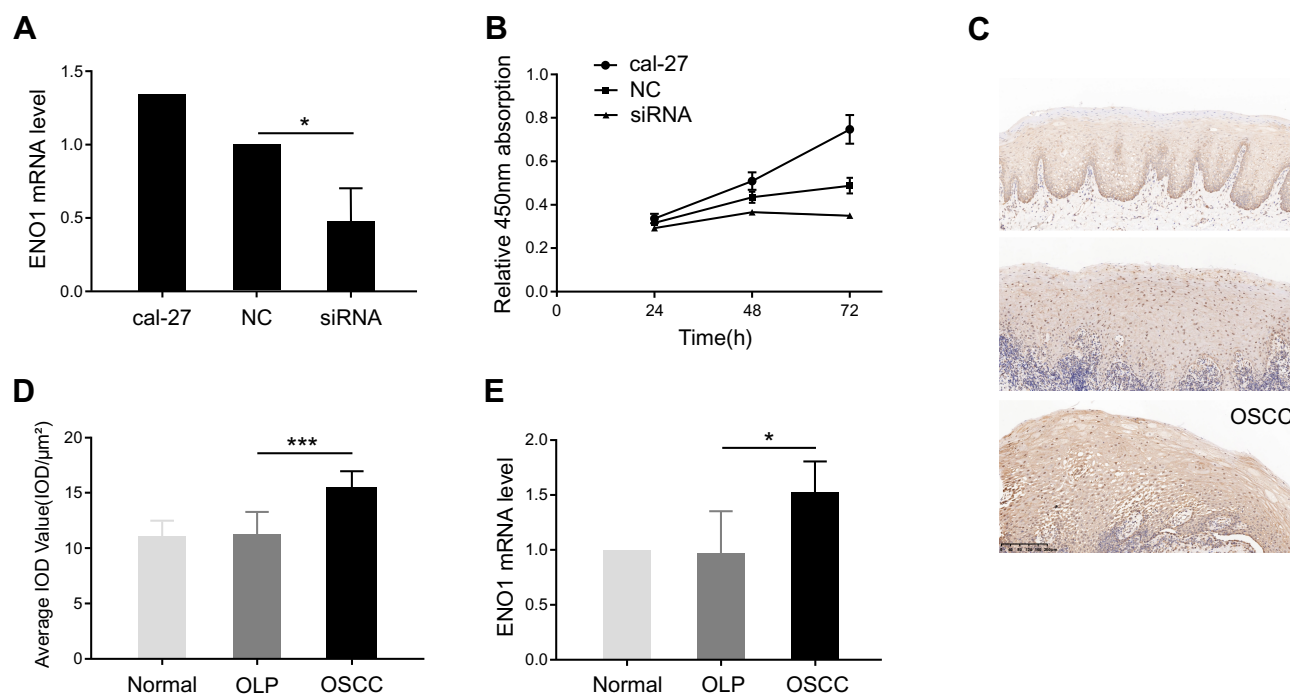 A
ENO1 mRNA level
1.5
1.0
0.5
0.0
*
cal-27 NC siRNA
B
Relative 450nm absorption
cal-27
NC
siRNA
1.0
0.8
0.6
0.4
0.2
0.0
0 24 48 72
Time(h)
C
OSCC
D
Average IOD Value(IOD/μm²)
20
15
10
5
0
***
Normal OLP OSCC
E
ENO1 mRNA level
2.0
1.5
1.0
0.5
0.0
*
Normal OLP OSCC